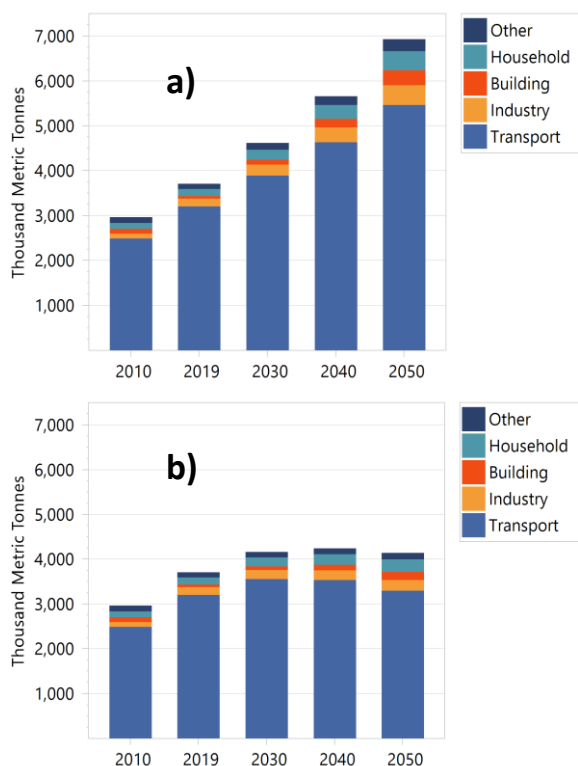 7,000
6,000
5,000
4,000
3,000
2,000
1,000
Thousand Metric Tonnes
a)
2010 2019 2030 2040 2050
Other
Household
Building
Industry
Transport
7,000
6,000
5,000
4,000
3,000
2,000
1,000
Thousand Metric Tonnes
b)
2010 2019 2030 2040 2050
Other
Household
Building
Industry
Transport